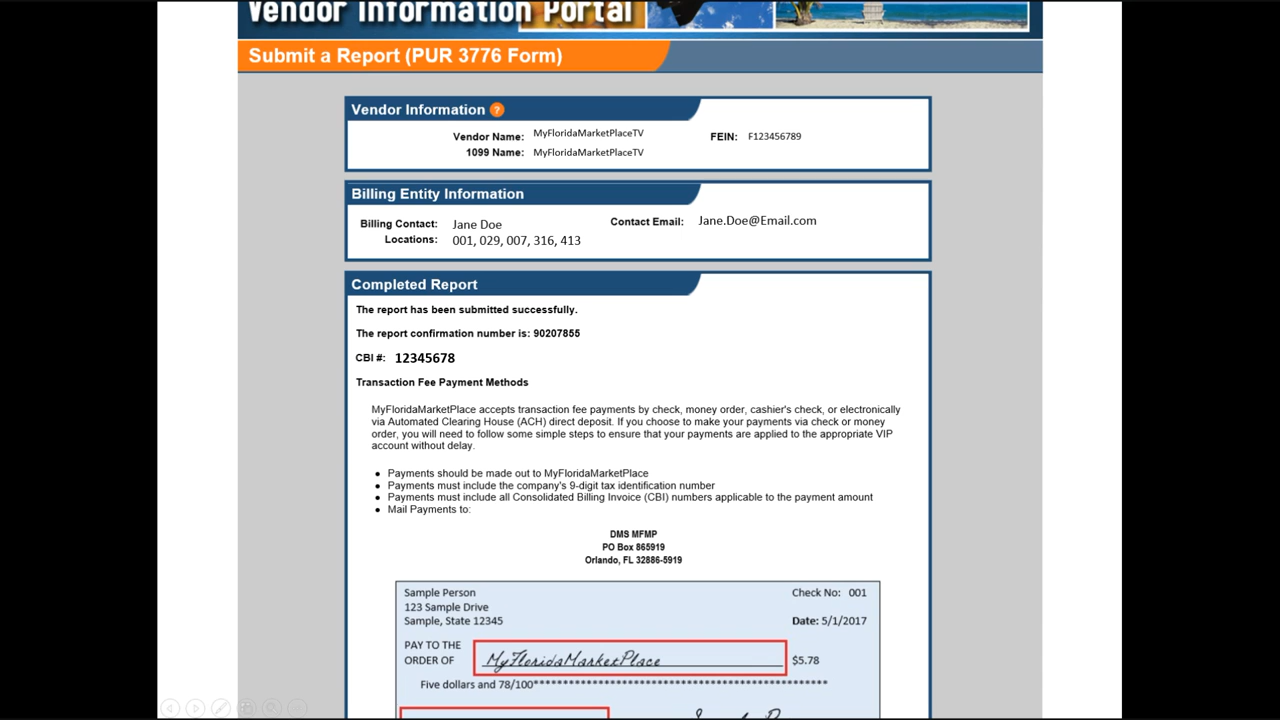 Vendor Information Portal
Submit a Report (PUR 3776 Form)
Vendor Information ?
Vendor Name: MyFloridaMarketPlaceTV FEIN: F123456789
1099 Name: MyFloridaMarketPlaceTV
Billing Entity Information
Billing Contact: Jane Doe Contact Email: Jane.Doe@Email.com
Locations: 001, 029, 007, 316, 413
Completed Report
The report has been submitted successfully.
The report confirmation number is: 90207855
CBI #: 12345678
Transaction Fee Payment Methods
MyFloridaMarketPlace accepts transaction fee payments by check, money order, cashier's check, or electronically
via Automated Clearing House (ACH) direct deposit. If you choose to make your payments via check or money
order, you will need to follow some simple steps to ensure that your payments are applied to the appropriate VIP
account without delay.
• Payments should be made out to MyFloridaMarketPlace
• Payments must include the company's 9-digit tax identification number
• Payments must include all Consolidated Billing Invoice (CBI) numbers applicable to the payment amount
• Mail Payments to:
DMS MFMP
PO Box 865919
Orlando, FL 32886-5919
Sample Person Check No: 001
123 Sample Drive
Sample, State 12345 Date: 5/1/2017
PAY TO THE
ORDER OF MyFloridaMarketPlace $5.78
Five dollars and 78/100************************************************************